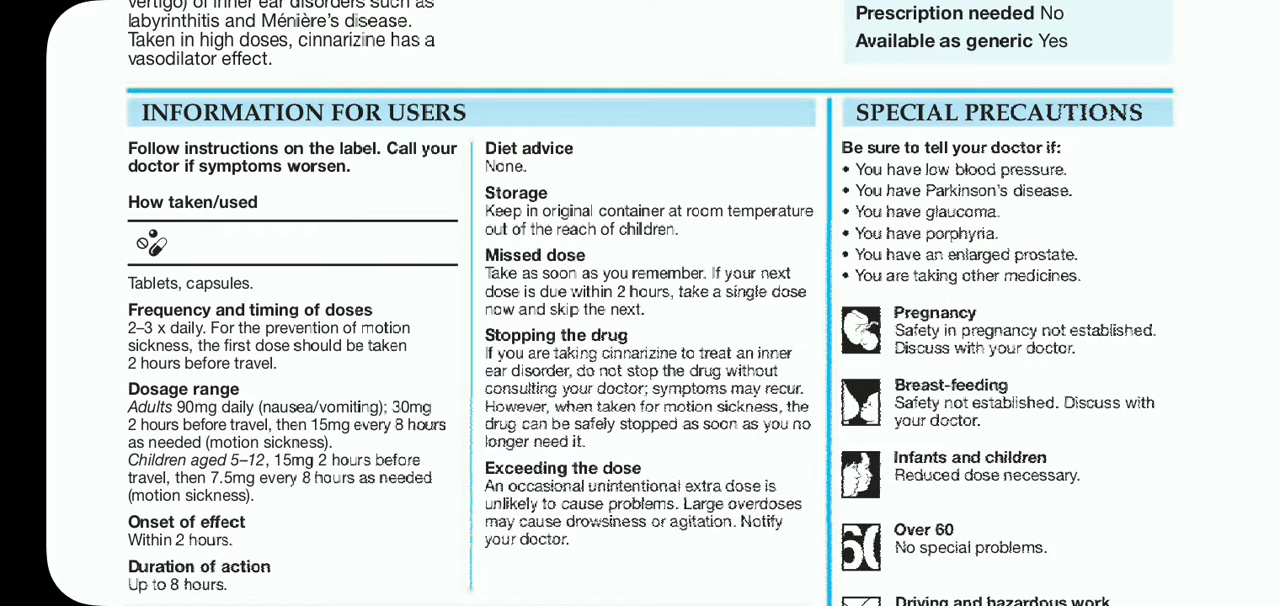 vertigo) of inner ear disorders such as
labyrinthitis and Ménière's disease.
Taken in high doses, cinnarizine has a
vasodilator effect.
Prescription needed No
Available as generic Yes
INFORMATION FOR USERS
Follow instructions on the label. Call your
doctor if symptoms worsen.
How taken/used
Tablets, capsules.
Frequency and timing of doses
2–3 x daily. For the prevention of motion
sickness, the first dose should be taken
2 hours before travel.
Dosage range
Adults 90mg daily (nausea/vomiting); 30mg
2 hours before travel, then 15mg every 8 hours
as needed (motion sickness).
Children aged 5–12, 15mg 2 hours before
travel, then 7.5mg every 8 hours as needed
(motion sickness).
Onset of effect
Within 2 hours.
Duration of action
Up to 8 hours.
Diet advice
None.
Storage
Keep in original container at room temperature
out of the reach of children.
Missed dose
Take as soon as you remember. If your next
dose is due within 2 hours, take a single dose
now and skip the next.
Stopping the drug
If you are taking cinnarizine to treat an inner
ear disorder, do not stop the drug without
consulting your doctor; symptoms may recur.
However, when taken for motion sickness, the
drug can be safely stopped as soon as you no
longer need it.
Exceeding the dose
An occasional unintentional extra dose is
unlikely to cause problems. Large overdoses
may cause drowsiness or agitation. Notify
your doctor.
SPECIAL PRECAUTIONS
Be sure to tell your doctor if:
• You have low blood pressure.
• You have Parkinson's disease.
• You have glaucoma.
• You have porphyria.
• You have an enlarged prostate.
• You are taking other medicines.
Pregnancy
Safety in pregnancy not established.
Discuss with your doctor.
Breast-feeding
Safety not established. Discuss with
your doctor.
Infants and children
Reduced dose necessary.
60
Over 60
No special problems.
Driving and hazardous work